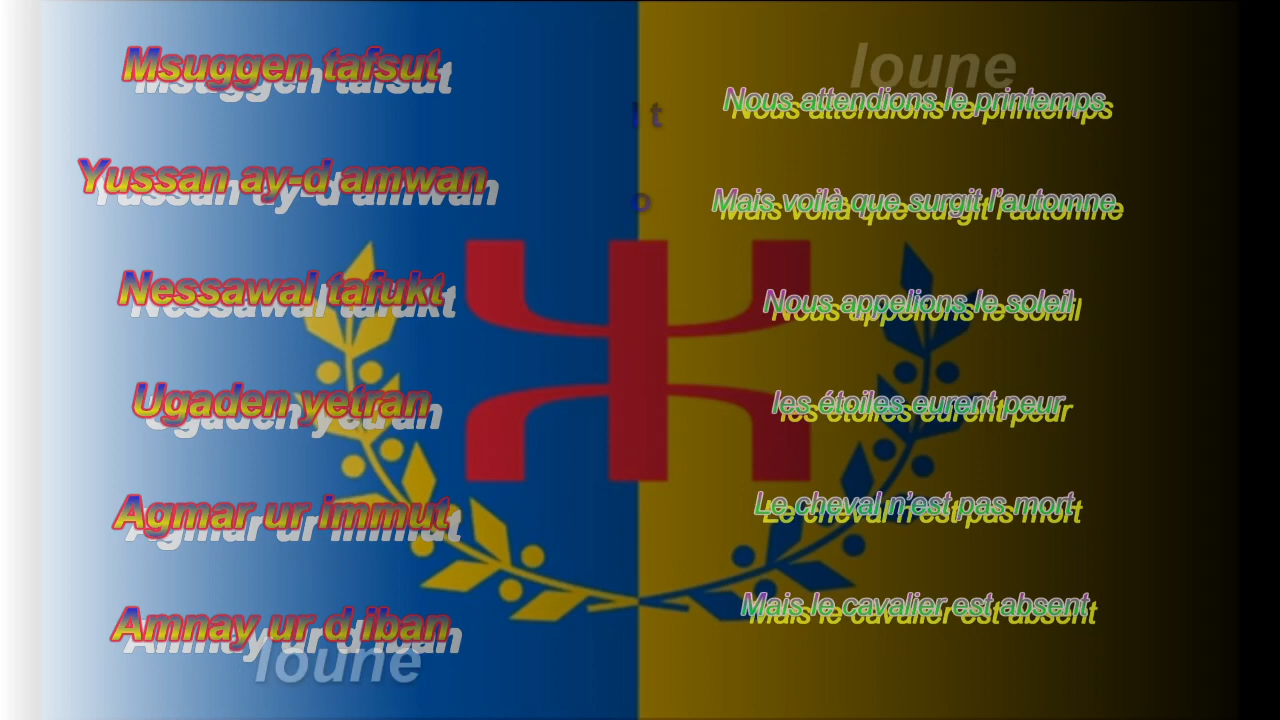 Msuggen tafsut
Yussan ay-d amwan
Nessawal tafukt
Ugaden yetran
Agmar ur immut
Amnay ur d iban
loune
loune
Nous attendions le printemps
Mais voilà que surgit l'automne
Nous appelions le soleil
les étoiles eurent peur
Le cheval n'est pas mort
Mais le cavalier est absent